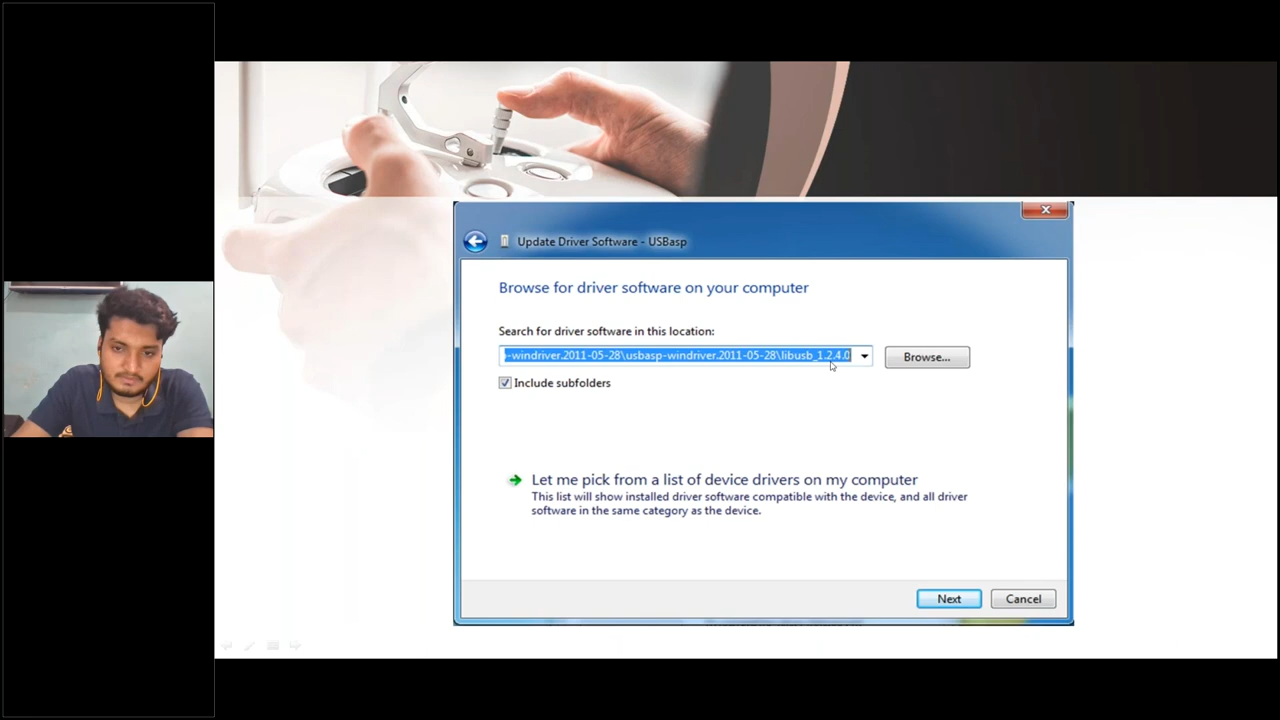 Update Driver Software - USBasp
Browse for driver software on your computer
Search for driver software in this location:
-windriver.2011-05-28\usbasp-windriver.2011-05-28\libusb_1.2.4.0
Browse...
Include subfolders
Let me pick from a list of device drivers on my computer
This list will show installed driver software compatible with the device, and all driver
software in the same category as the device.
Next
Cancel